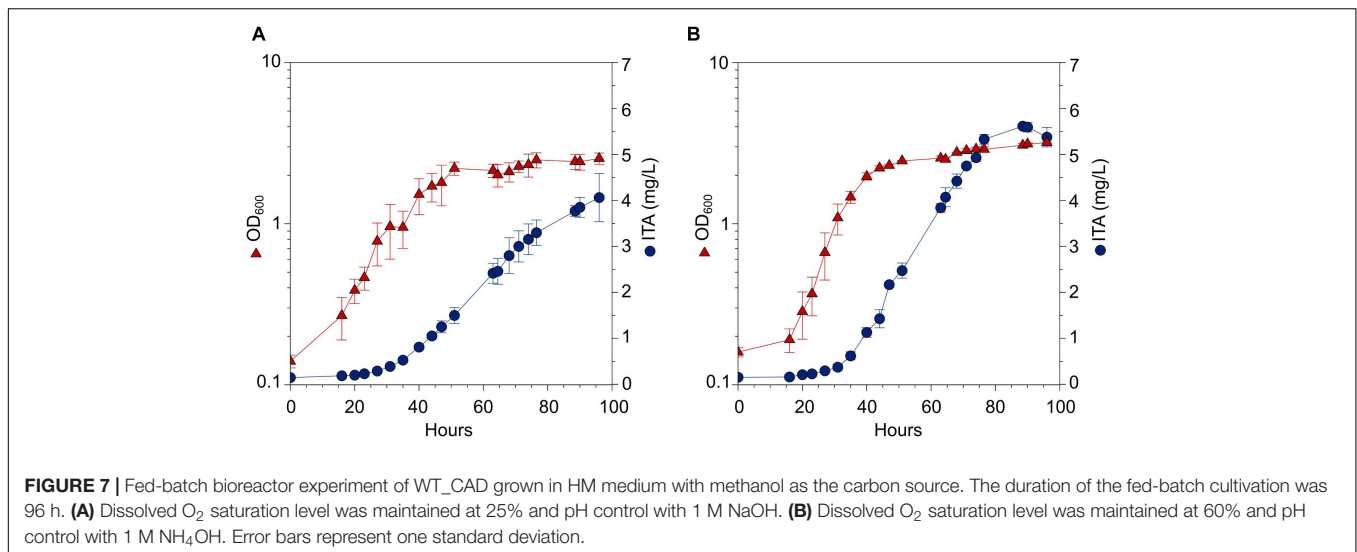 A
10
1
0.1
OD600
7
6
5
4
3
2
1
0
ITA (mg/L)
0 20 40 60 80 100
Hours
B
10
1
0.1
OD600
7
6
5
4
3
2
1
0
ITA (mg/L)
0 20 40 60 80 100
Hours
FIGURE 7 | Fed-batch bioreactor experiment of WT_CAD grown in HM medium with methanol as the carbon source. The duration of the fed-batch cultivation was
96 h. (A) Dissolved O2 saturation level was maintained at 25% and pH control with 1 M NaOH. (B) Dissolved O2 saturation level was maintained at 60% and pH
control with 1 M NH4OH. Error bars represent one standard deviation.